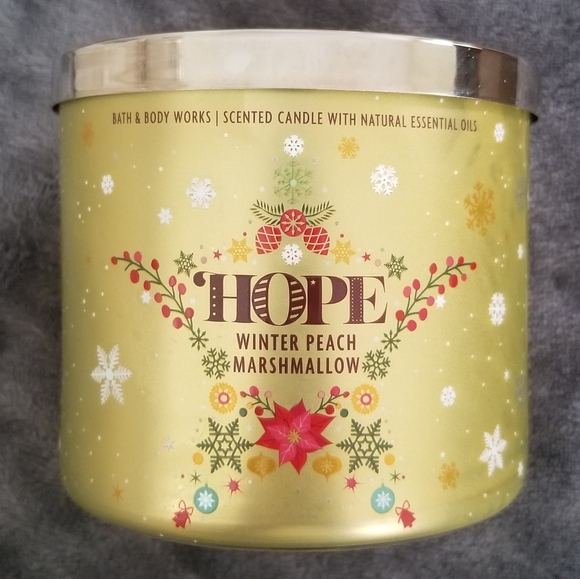 BATH & BODY WORKS | SCENTED CANDLE WITH NATURAL ESSENTIAL OILS
HOPE
WINTER PEACH
MARSHMALLOW